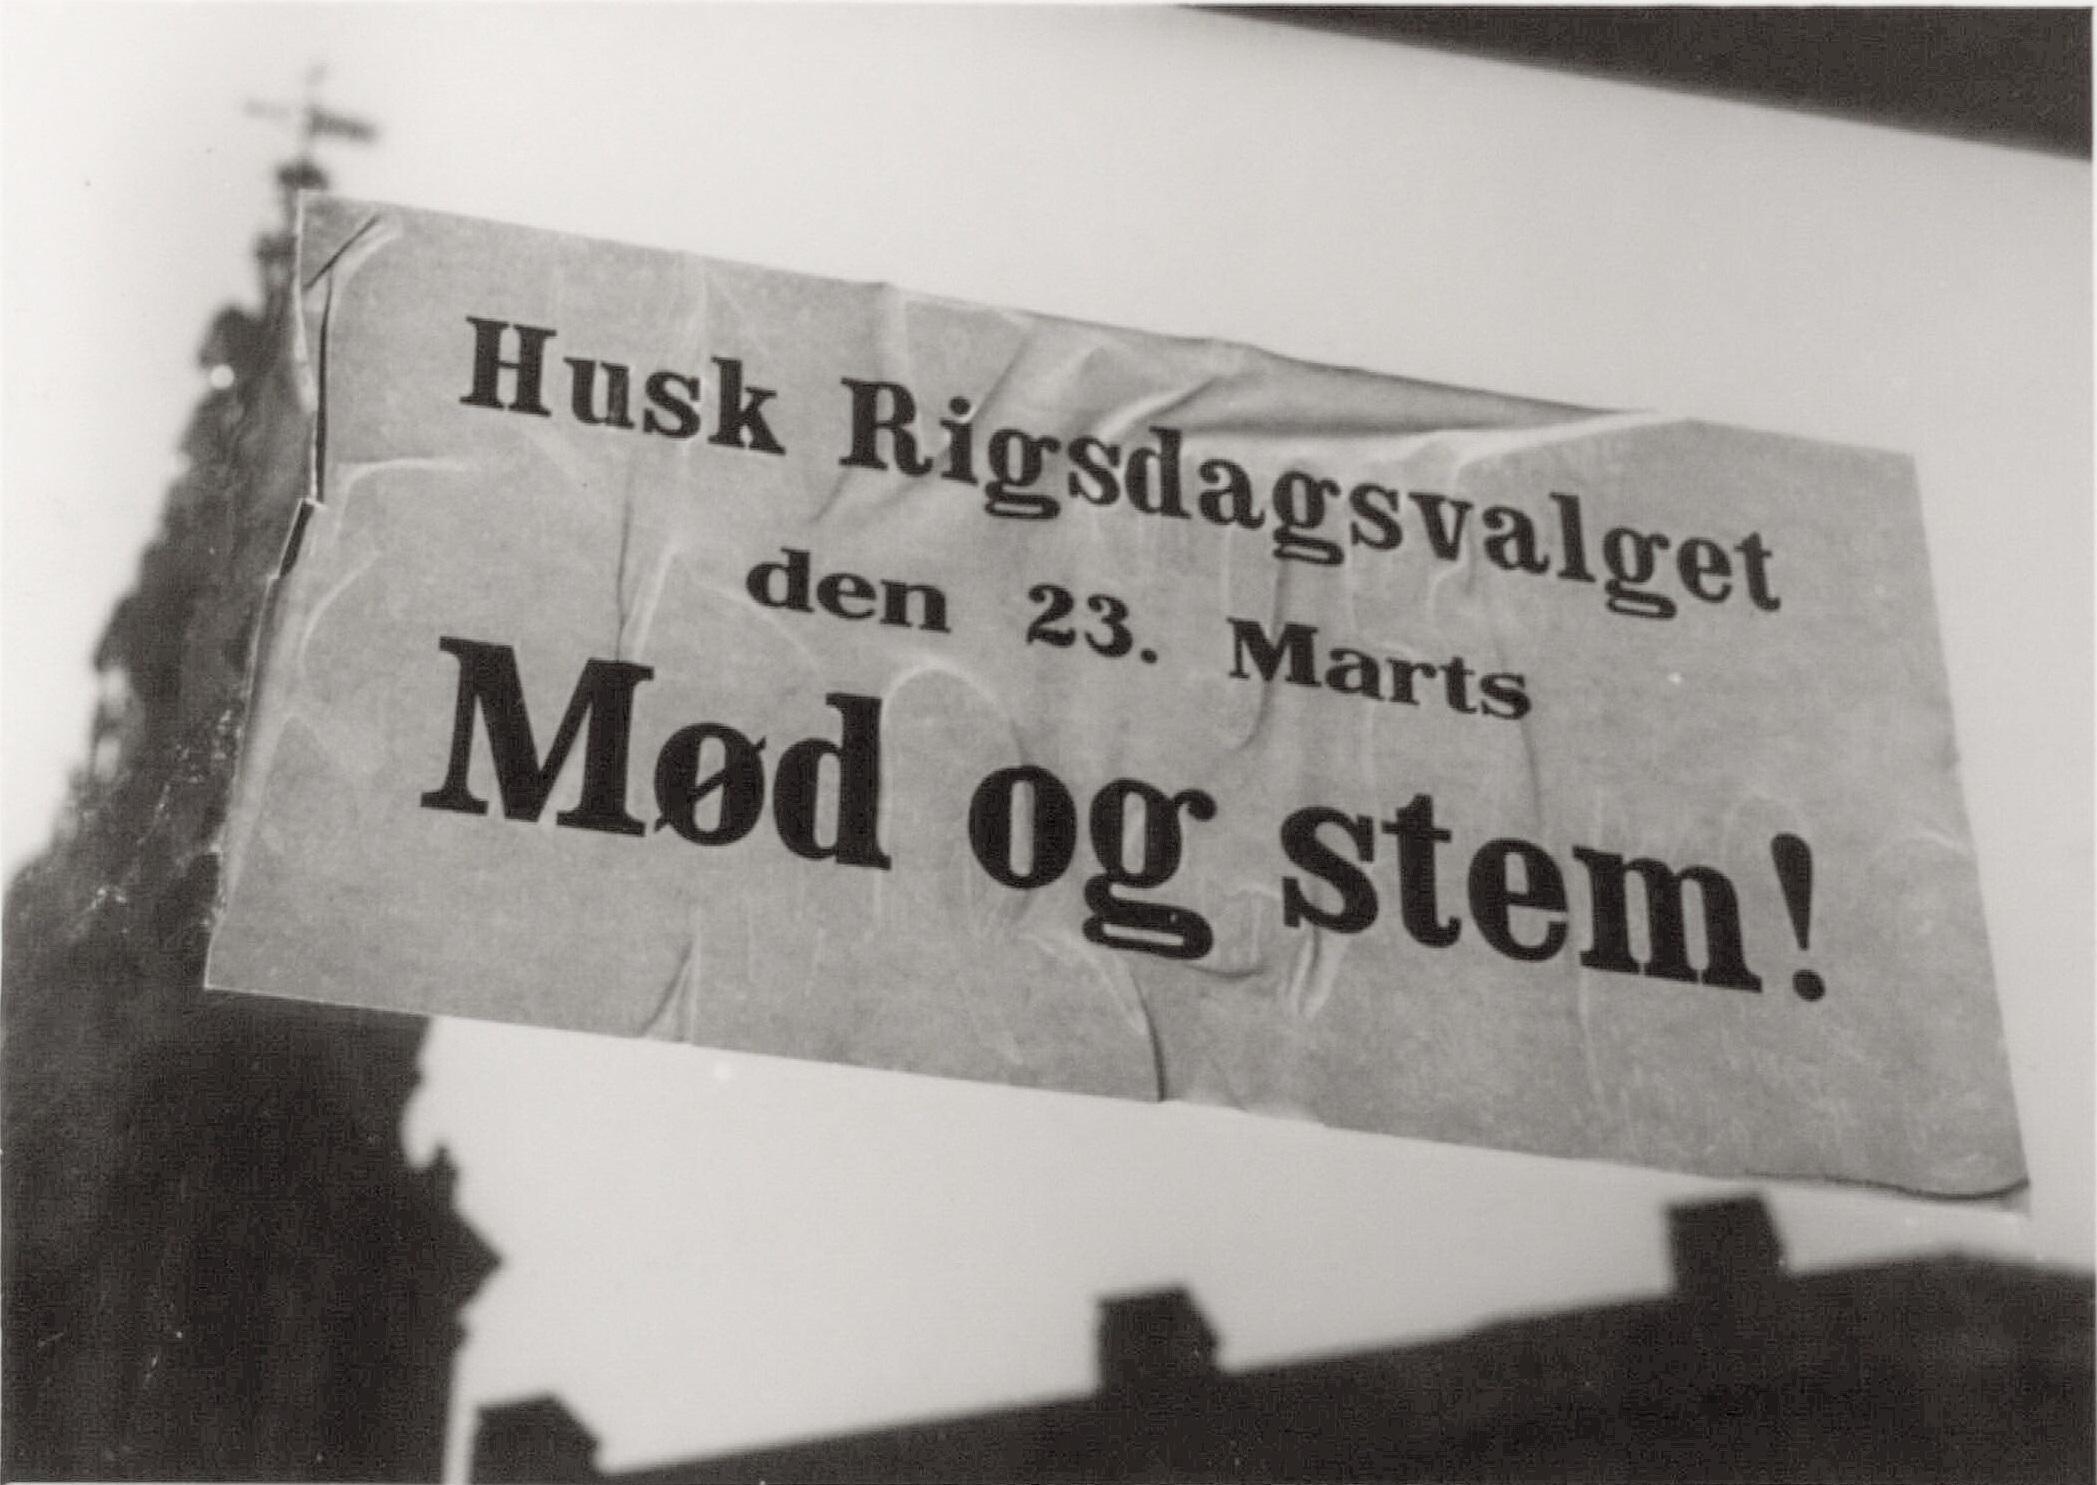 Husk Rigsdagsvalget
den 23. Marts
Mød og stem!